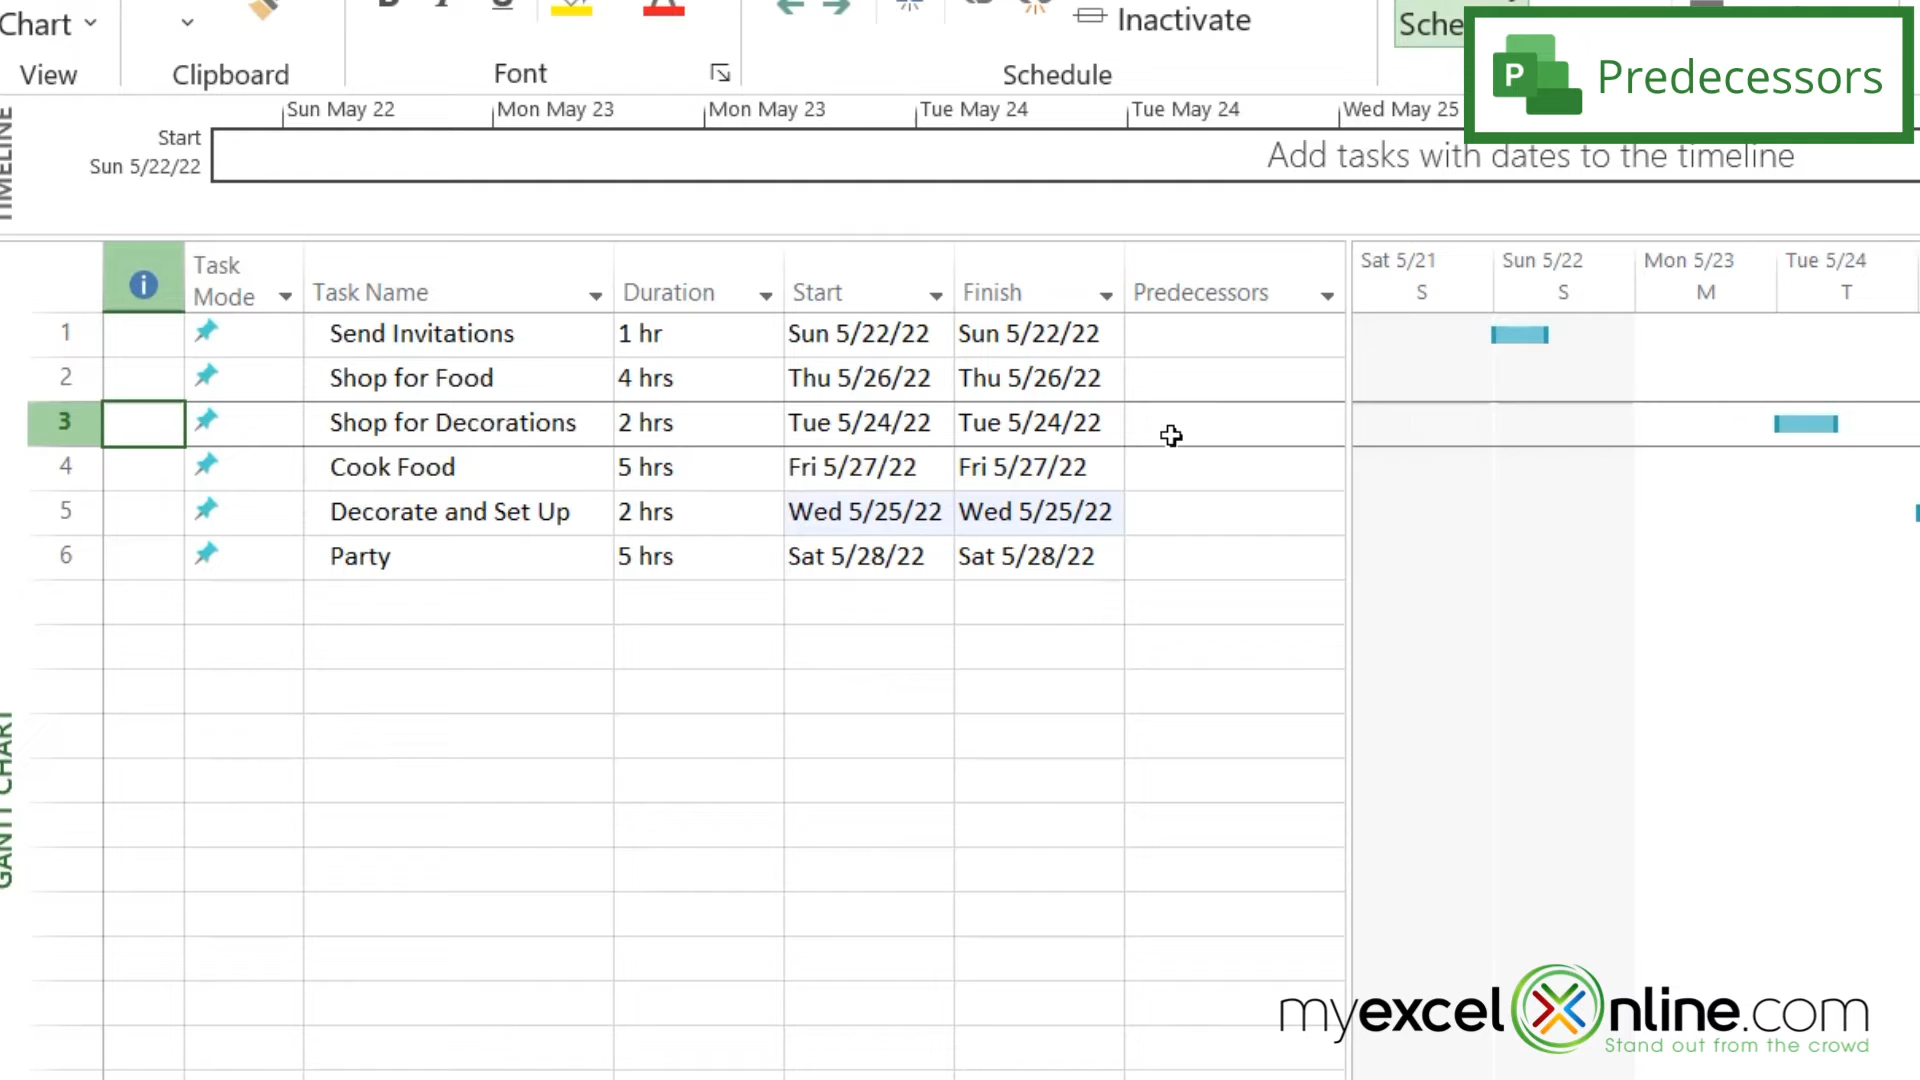 Chart
Inactivate
Sche
View
Clipboard
Font
Schedule
P Predecessors
TIMELINE
Sun May 22
Mon May 23
Mon May 23
Tue May 24
Tue May 24
Wed May 25
Start
Sun 5/22/22
Add tasks with dates to the timeline
Task Mode Task Name Duration Start Finish Predecessors
Sat 5/21 Sun 5/22 Mon 5/23 Tue 5/24
S S M T
1 Send Invitations 1 hr Sun 5/22/22 Sun 5/22/22
2 Shop for Food 4 hrs Thu 5/26/22 Thu 5/26/22
3 Shop for Decorations 2 hrs Tue 5/24/22 Tue 5/24/22
4 Cook Food 5 hrs Fri 5/27/22 Fri 5/27/22
5 Decorate and Set Up 2 hrs Wed 5/25/22 Wed 5/25/22
6 Party 5 hrs Sat 5/28/22 Sat 5/28/22
GANTT CHART
myexcelOnline.com
Stand out from the crowd